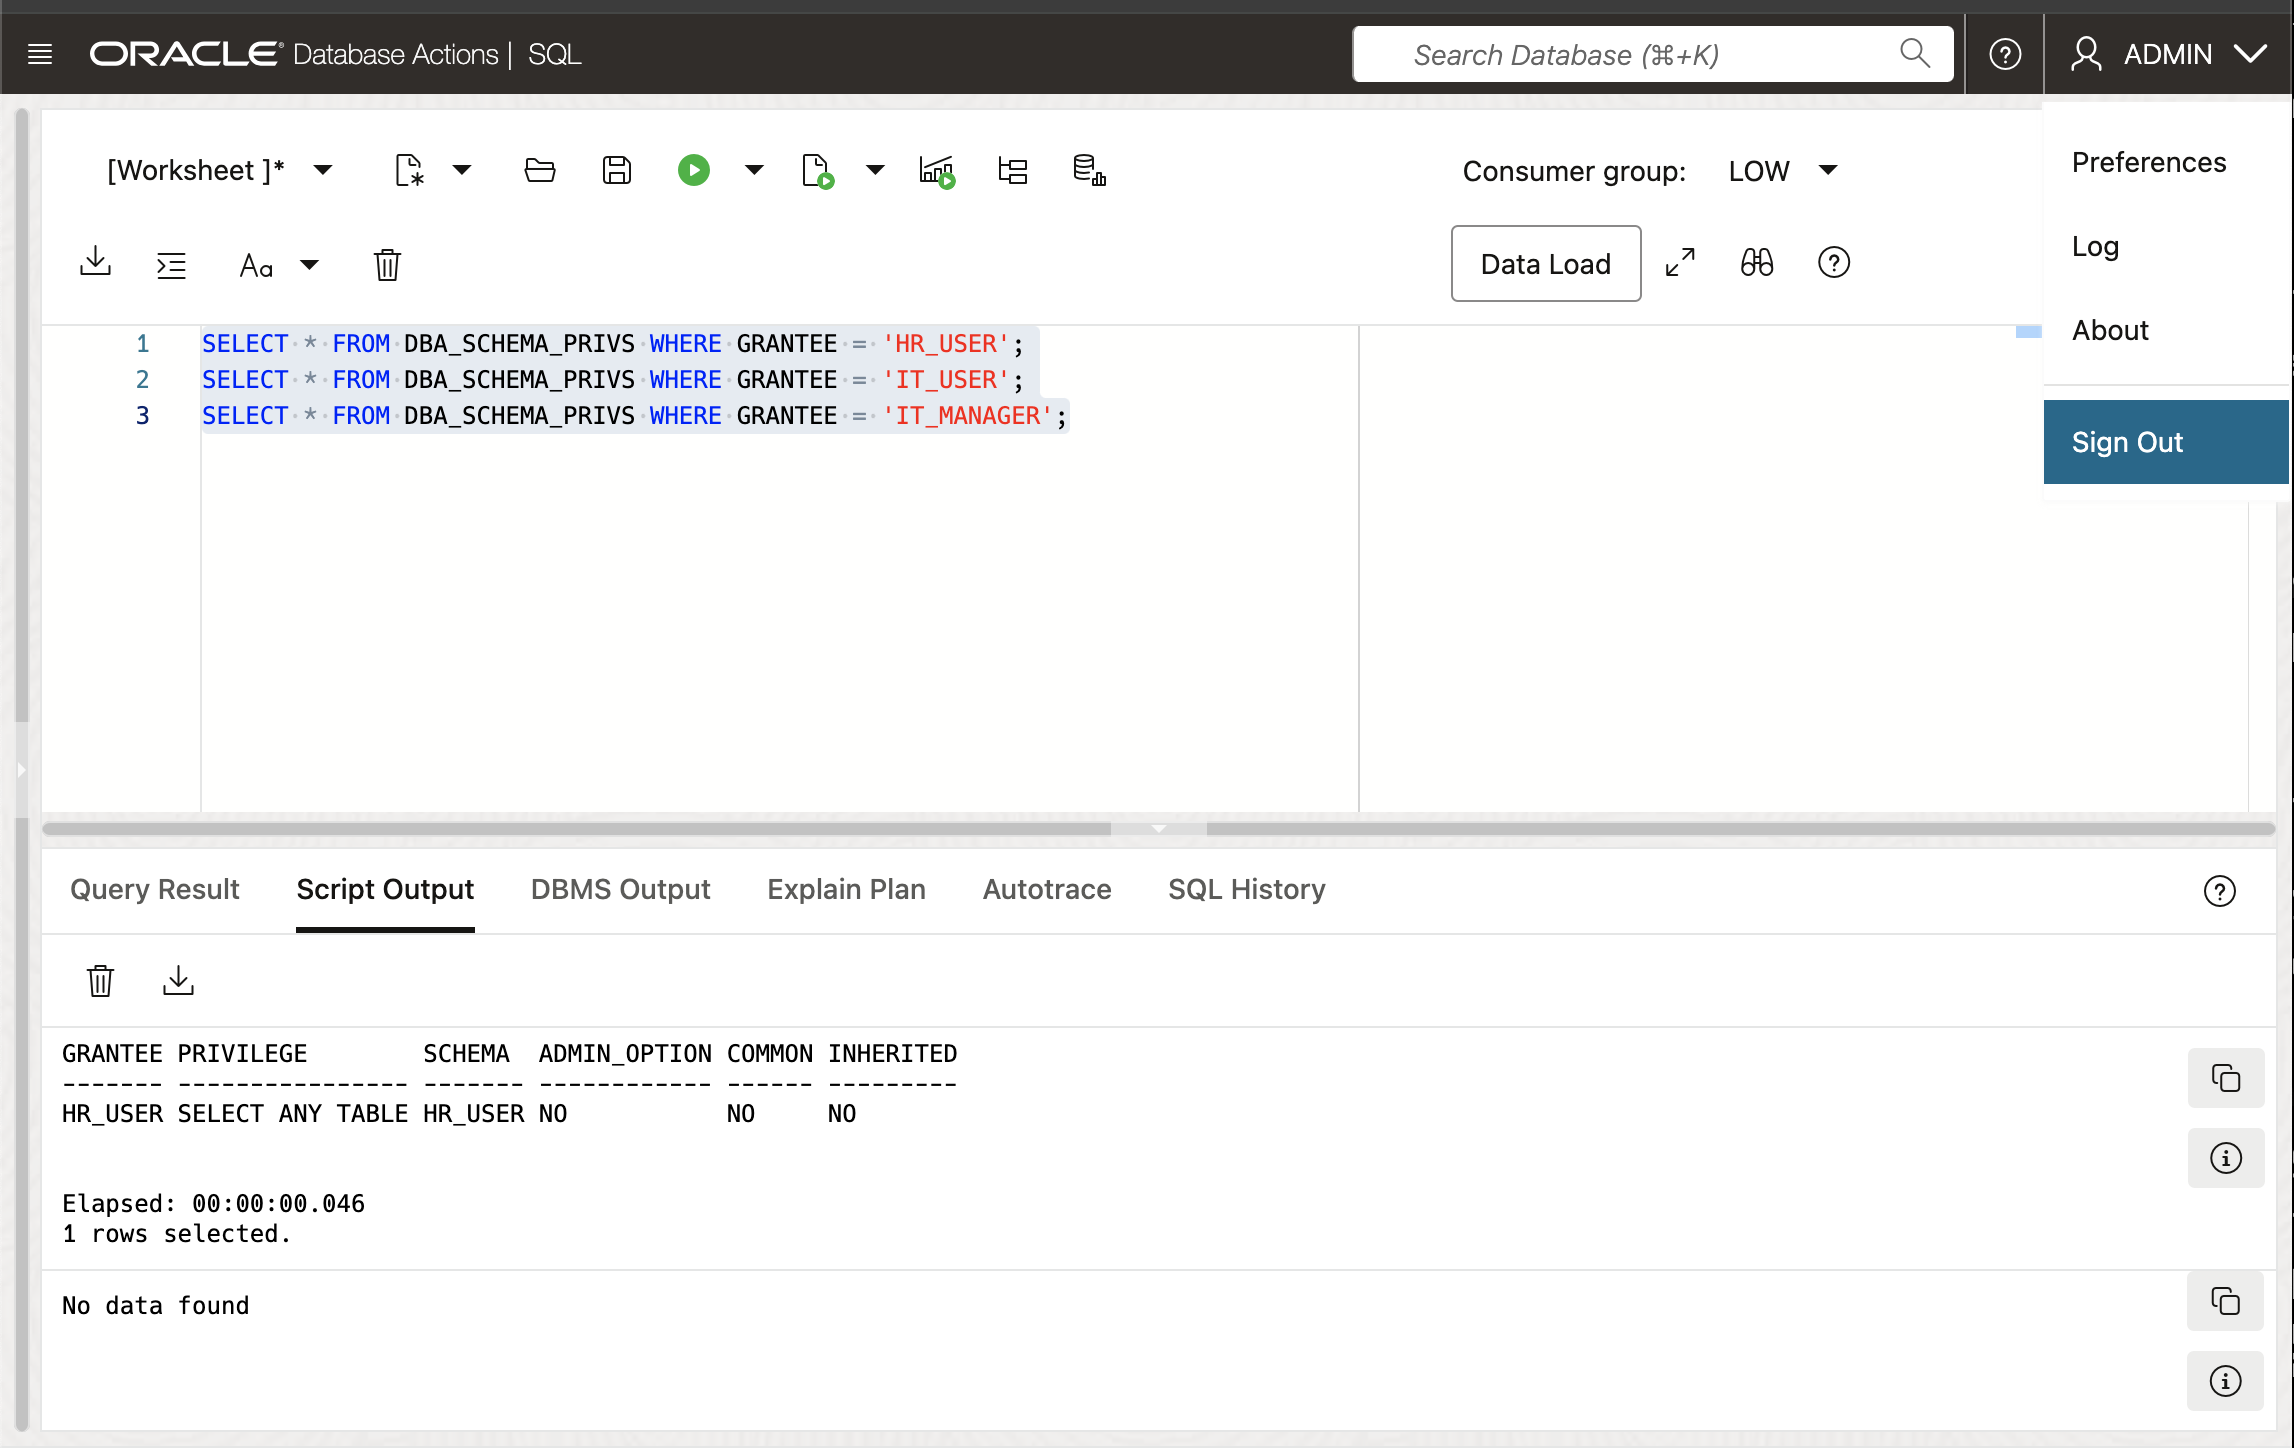 ORACLE® Database Actions | SQL
Search Database (⌘+K)
ADMIN
Preferences
Log
About
Sign Out
[Worksheet ]*
Consumer group: LOW
Aa
Data Load
1 SELECT * FROM DBA_SCHEMA_PRIVS WHERE GRANTEE = 'HR_USER';
2 SELECT * FROM DBA_SCHEMA_PRIVS WHERE GRANTEE = 'IT_USER';
3 SELECT * FROM DBA_SCHEMA_PRIVS WHERE GRANTEE = 'IT_MANAGER';
Query Result Script Output DBMS Output Explain Plan Autotrace SQL History
GRANTEE PRIVILEGE        SCHEMA  ADMIN_OPTION COMMON INHERITED
------- ---------------- ------- ------------ ------ ---------
HR_USER SELECT ANY TABLE HR_USER NO           NO     NO
Elapsed: 00:00:00.046
1 rows selected.
No data found